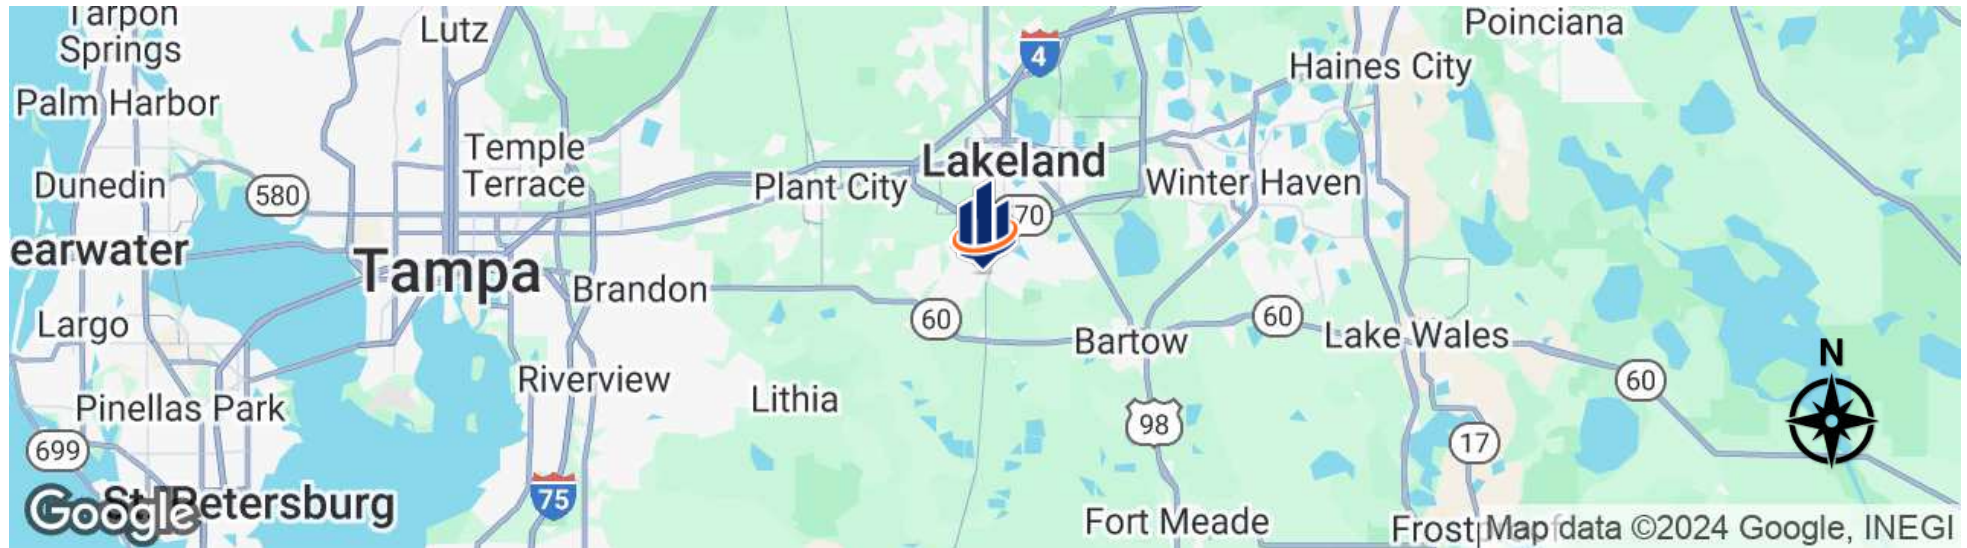 Tarpon
Springs
Lutz
4
Poinciana
Haines City
Palm Harbor
Temple
Terrace
Lakeland
Dunedin
580
Plant City
Winter Haven
70
earwater
Tampa
Brandon
60
60
Largo
Bartow
Lake Wales
N
Riverview
60
Pinellas Park
Lithia
98
17
699
75
St. Petersburg
Google
Fort Meade
Map data ©2024 Google, INEGI